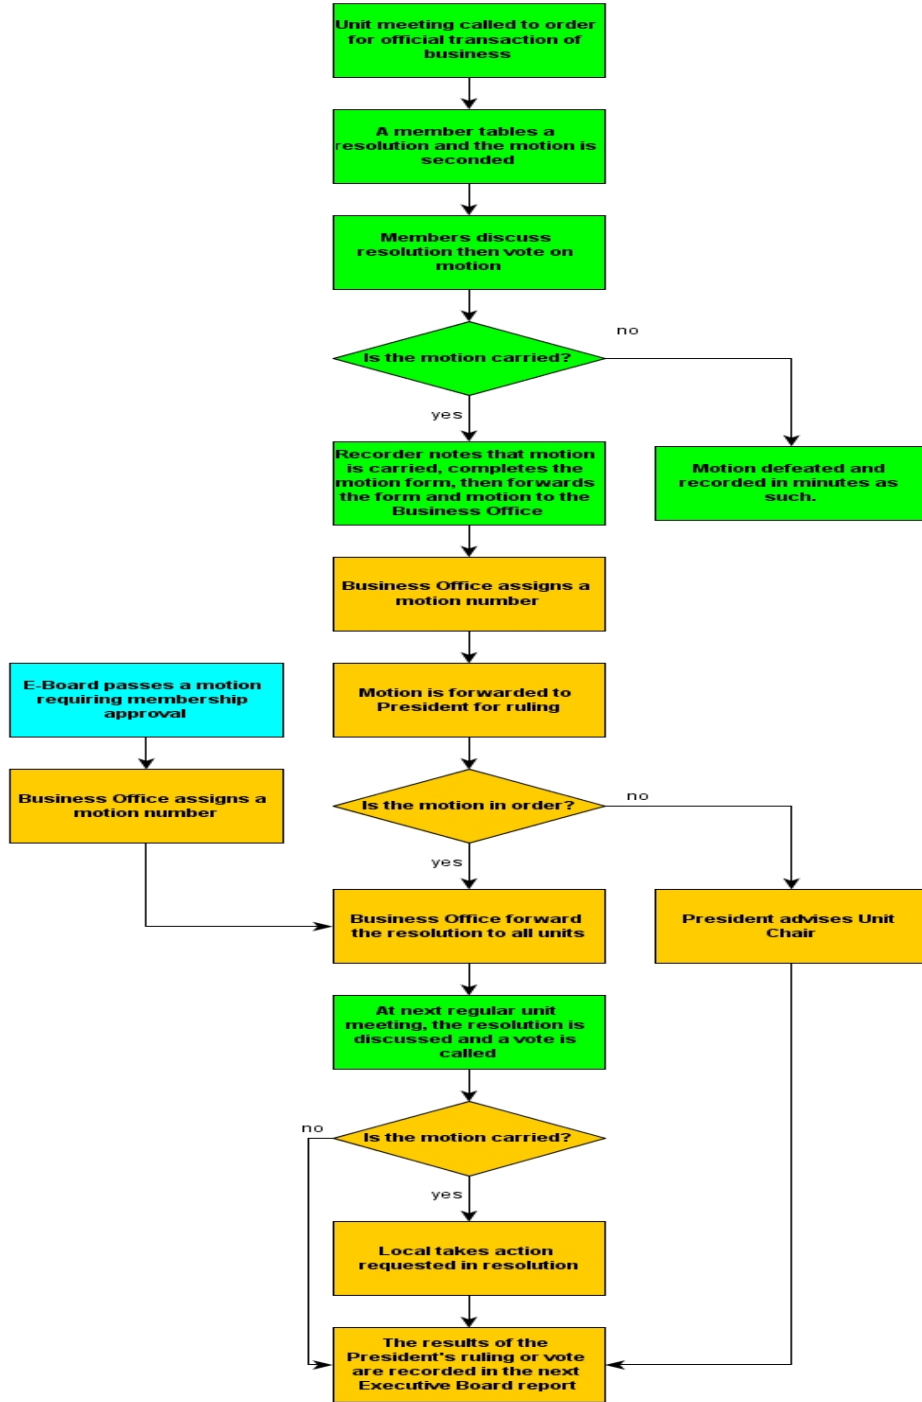 Unit meeting called to order
for official transaction of
business
A member tables a
resolution and the motion is
seconded
Members discuss
resolution then vote on
motion
Is the motion carried?
no
yes
Recorder notes that motion
is carried, completes the
motion form, then forwards
the form and motion to the
Business Office
Motion defeated and
recorded in minutes as
such.
Business Office assigns a
motion number
E-Board passes a motion
requiring membership
approval
Motion is forwarded to
President for ruling
Business Office assigns a
motion number
Is the motion in order?
no
yes
Business Office forward
the resolution to all units
President advises Unit
Chair
At next regular unit
meeting, the resolution is
discussed and a vote is
called
no
Is the motion carried?
yes
Local takes action
requested in resolution
The results of the
President's ruling or vote
are recorded in the next
Executive Board report